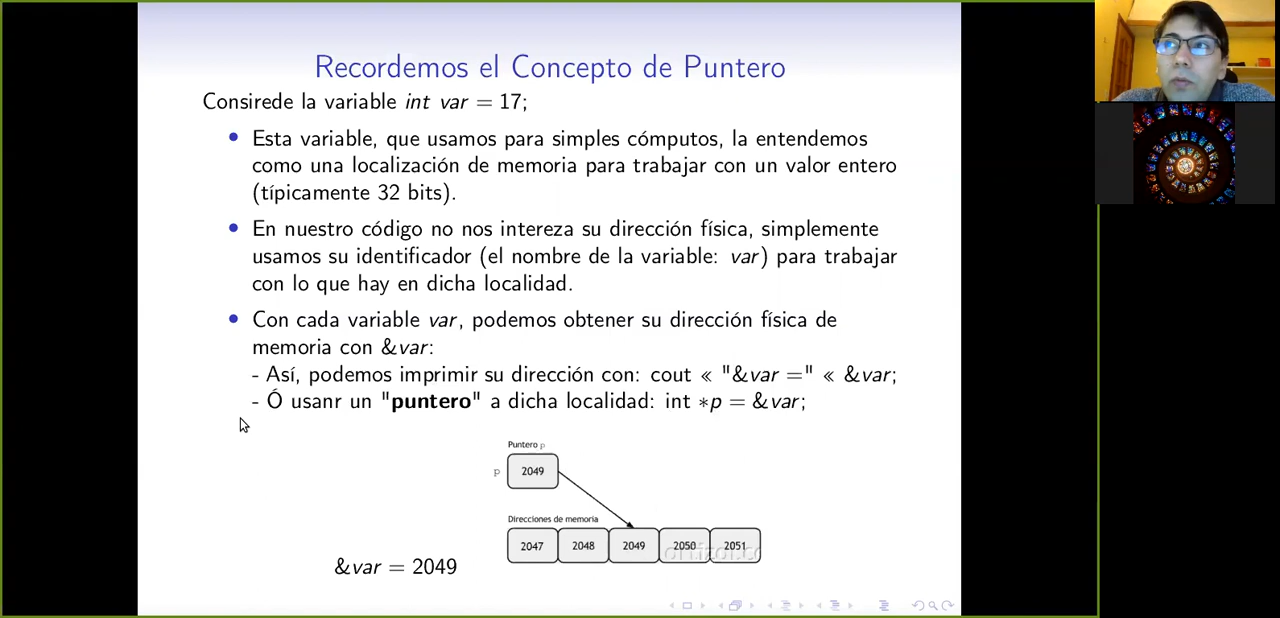 Recordemos el Concepto de Puntero
Consirede la variable int var = 17;
Esta variable, que usamos para simples cómputos, la entendemos
como una localización de memoria para trabajar con un valor entero
(típicamente 32 bits).
En nuestro código no nos intereza su dirección física, simplemente
usamos su identificador (el nombre de la variable: var) para trabajar
con lo que hay en dicha localidad.
Con cada variable var, podemos obtener su dirección física de
memoria con &var:
- Así, podemos imprimir su dirección con: cout « "&var =" « &var;
- Ó usanr un "puntero" a dicha localidad: int *p = &var;
Puntero p
p 2049
Direcciones de memoria
2047 2048 2049 2050 2051
&var = 2049